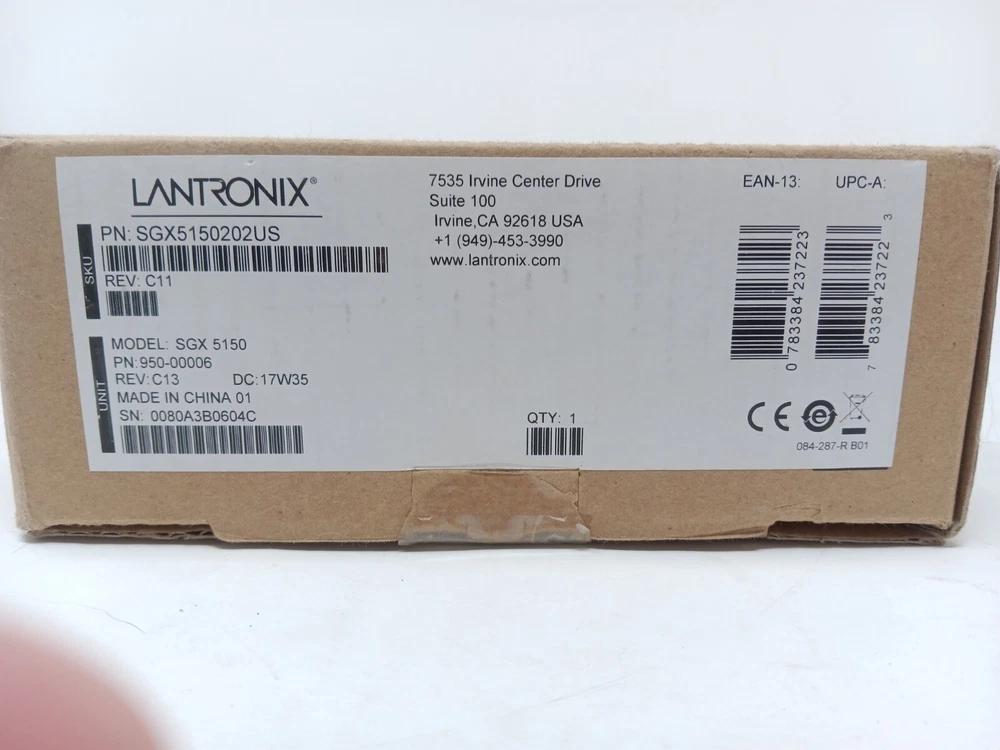 LANTRONIX®
7535 Irvine Center Drive
Suite 100
Irvine,CA 92618 USA
+1 (949)-453-3990
www.lantronix.com
SKU
PN: SGX5150202US
REV: C11
UNIT
MODEL: SGX 5150
PN:950-00006
REV:C13 DC:17W35
MADE IN CHINA 01
SN: 0080A3B0604C
QTY: 1
EAN-13: UPC-A:
0 783384 237223
7 83384 23722 3
CE e
084-287-R B01